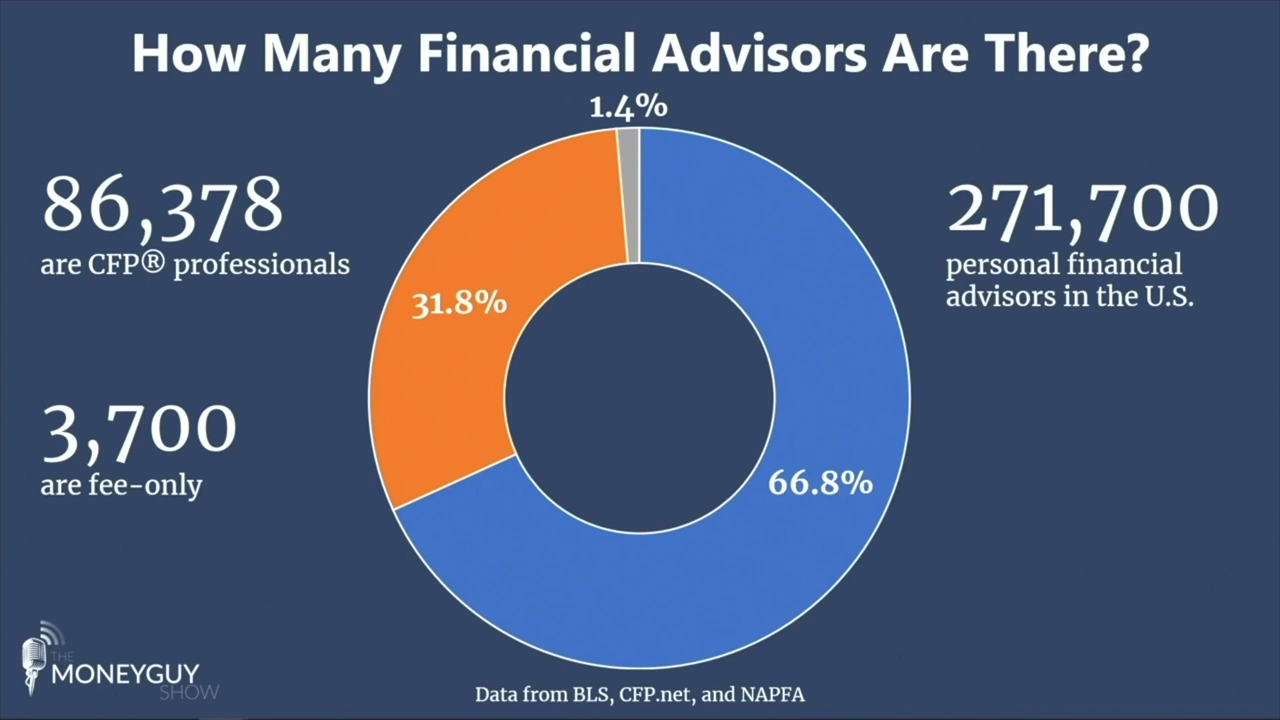 How Many Financial Advisors Are There?
1.4%
86,378
are CFP® professionals
31.8%
271,700
personal financial
advisors in the U.S.
3,700
are fee-only
66.8%
THE
MONEYGUY
SHOW
Data from BLS, CFP.net, and NAPFA